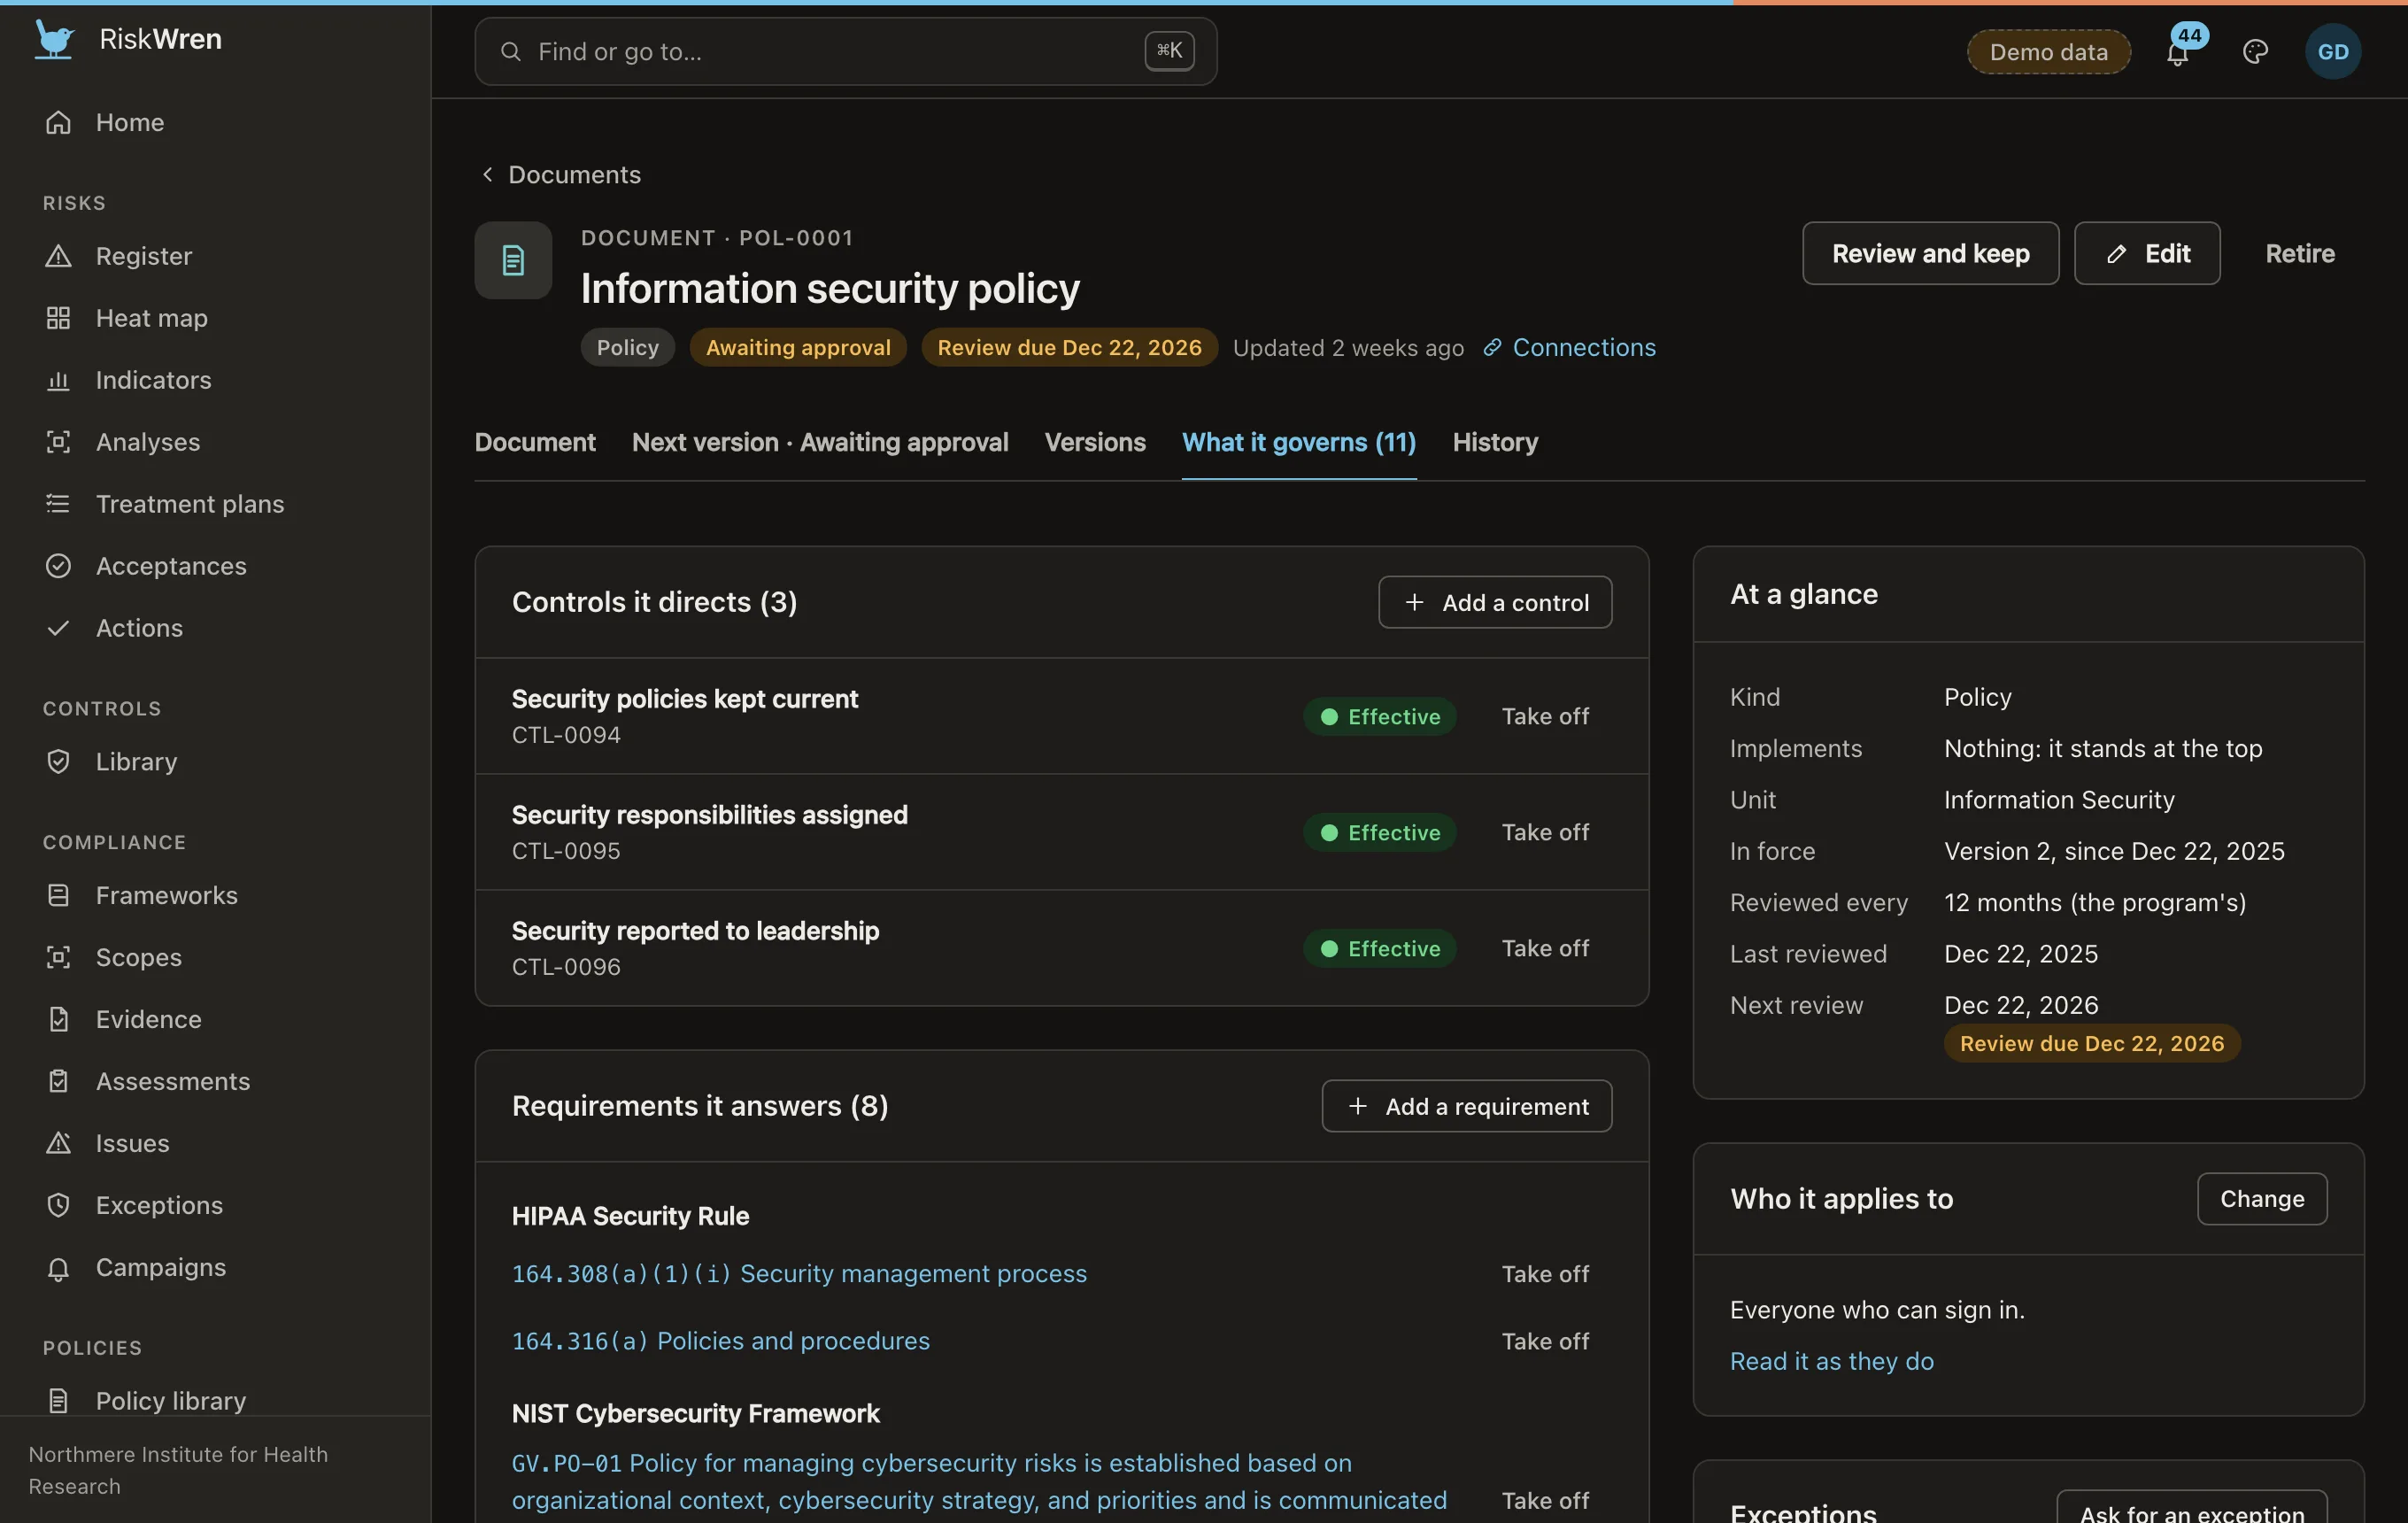 RiskWren
Find or go to...
⌘K
Demo data
44
GD
Home
RISKS
Register
Heat map
Indicators
Analyses
Treatment plans
Acceptances
Actions
CONTROLS
Library
COMPLIANCE
Frameworks
Scopes
Evidence
Assessments
Issues
Exceptions
Campaigns
POLICIES
Policy library
Northmere Institute for Health
Research
Documents
DOCUMENT · POL-0001
Information security policy
Review and keep
Edit
Retire
Policy
Awaiting approval
Review due Dec 22, 2026
Updated 2 weeks ago
Connections
Document
Next version · Awaiting approval
Versions
What it governs (11)
History
Controls it directs (3)
Add a control
Security policies kept current
CTL-0094
Effective
Take off
Security responsibilities assigned
CTL-0095
Effective
Take off
Security reported to leadership
CTL-0096
Effective
Take off
Requirements it answers (8)
Add a requirement
HIPAA Security Rule
164.308(a)(1)(i) Security management process
Take off
164.316(a) Policies and procedures
Take off
NIST Cybersecurity Framework
GV.PO-01 Policy for managing cybersecurity risks is established based on
organizational context, cybersecurity strategy, and priorities and is communicated
Take off
At a glance
Kind Policy
Implements Nothing: it stands at the top
Unit Information Security
In force Version 2, since Dec 22, 2025
Reviewed every 12 months (the program's)
Last reviewed Dec 22, 2025
Next review Dec 22, 2026
Review due Dec 22, 2026
Who it applies to
Change
Everyone who can sign in.
Read it as they do
Exceptions
Ask for an exception